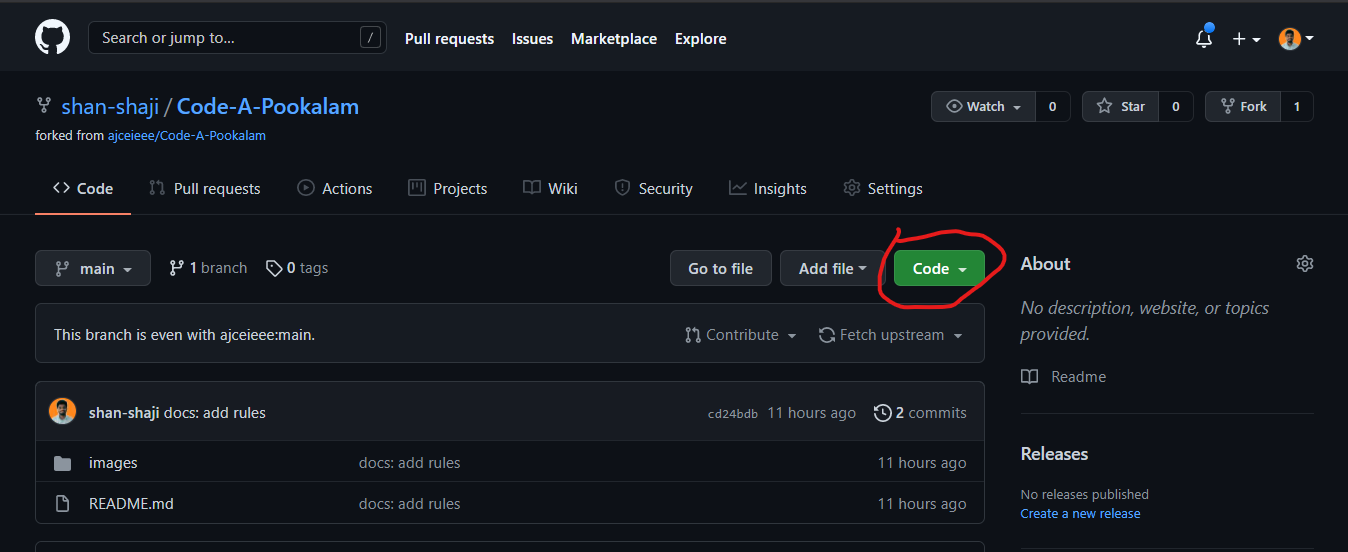 Search or jump to... / Pull requests Issues Marketplace Explore
shan-shaji / Code-A-Pookalam Watch 0 Star 0 Fork 1
forked from ajceieee/Code-A-Pookalam
Code Pull requests Actions Projects Wiki Security Insights Settings
main 1 branch 0 tags Go to file Add file Code
About
No description, website, or topics
provided.
This branch is even with ajceieee:main. Contribute Fetch upstream
Readme
shan-shaji docs: add rules cd24bdb 11 hours ago 2 commits
images docs: add rules 11 hours ago
README.md docs: add rules 11 hours ago
Releases
No releases published
Create a new release